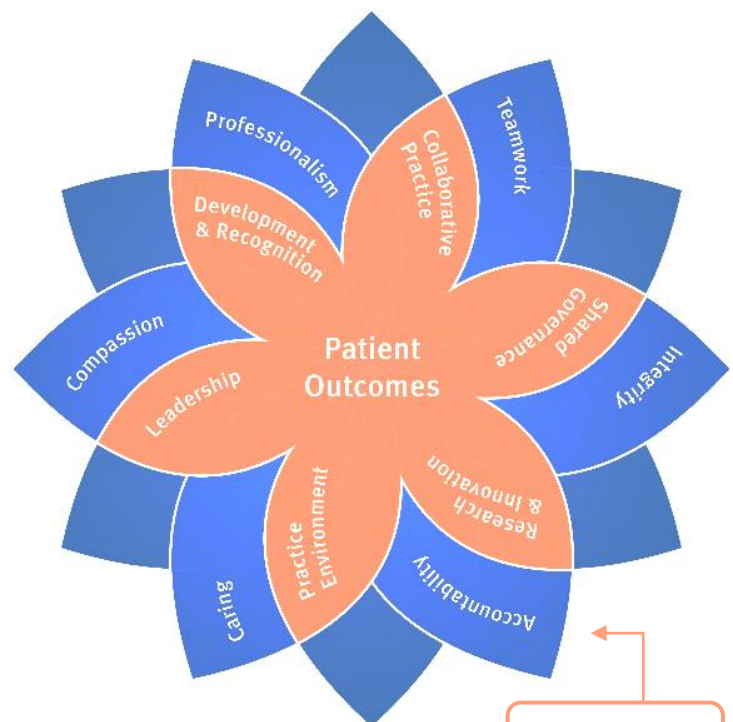 Professionalism
Teamwork
Collaborative
Practice
Development
& Recognition
Shared
Governance
Compassion
Patient
Outcomes
Integrity
Leadership
Research
& Innovation
Practice
Environment
Caring
Accountability